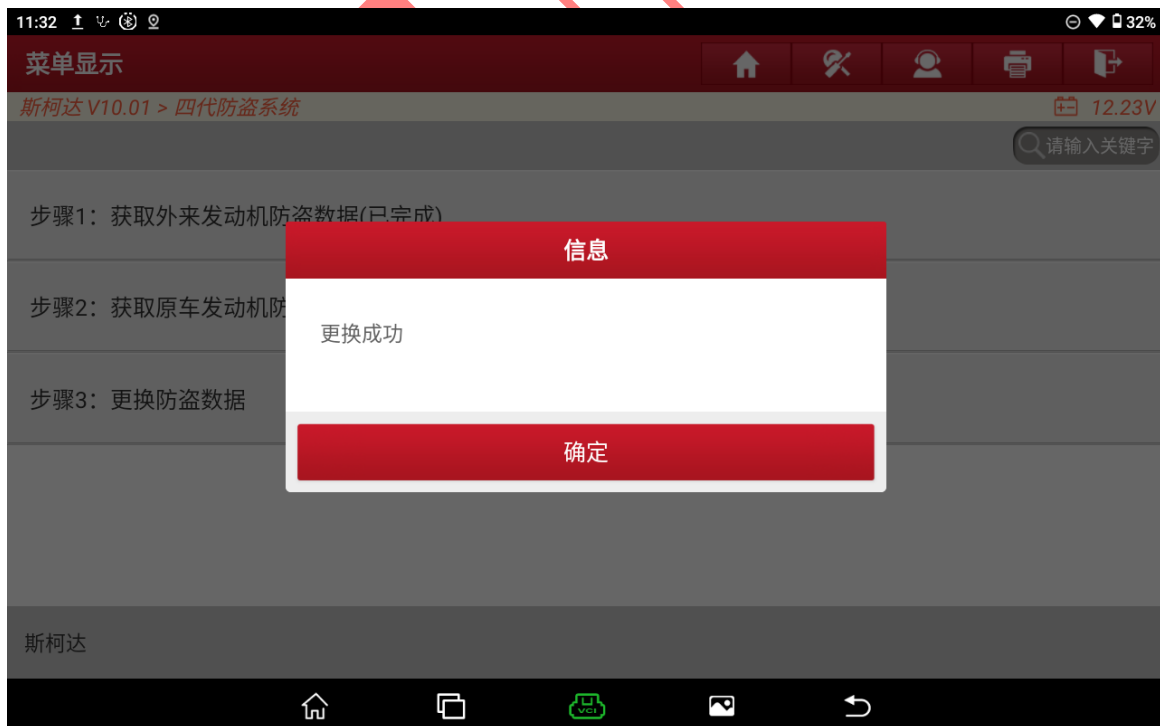 11:32
32%
菜单显示
斯柯达 V10.01 > 四代防盗系统
12.23V
请输入关键字
步骤1：获取外来发动机防盗数据(已完成)
信息
步骤2：获取原车发动机防
更换成功
步骤3：更换防盗数据
确定
斯柯达
VCI